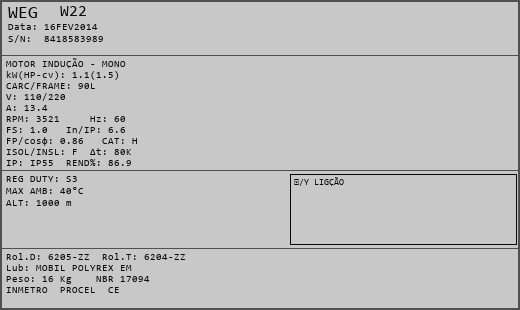 WEG W22
Data: 16FEV2014
S/N: 8418583989
MOTOR INDUÇÃO - MONO
kW(HP-cv): 1.1(1.5)
CARC/FRAME: 90L
V: 110/220
A: 13.4
RPM: 3521 Hz: 60
FS: 1.0 In/IP: 6.6
FP/cosϕ: 0.86 CAT: H
ISOL/INSL: F Δt: 80K
IP: IP55 REND%: 86.9
REG DUTY: S3
MAX AMB: 40°C
ALT: 1000 m
/Y LIGÇÃO
Rol.D: 6205-ZZ Rol.T: 6204-ZZ
Lub: MOBIL POLYREX EM
Peso: 16 Kg NBR 17094
INMETRO PROCEL CE